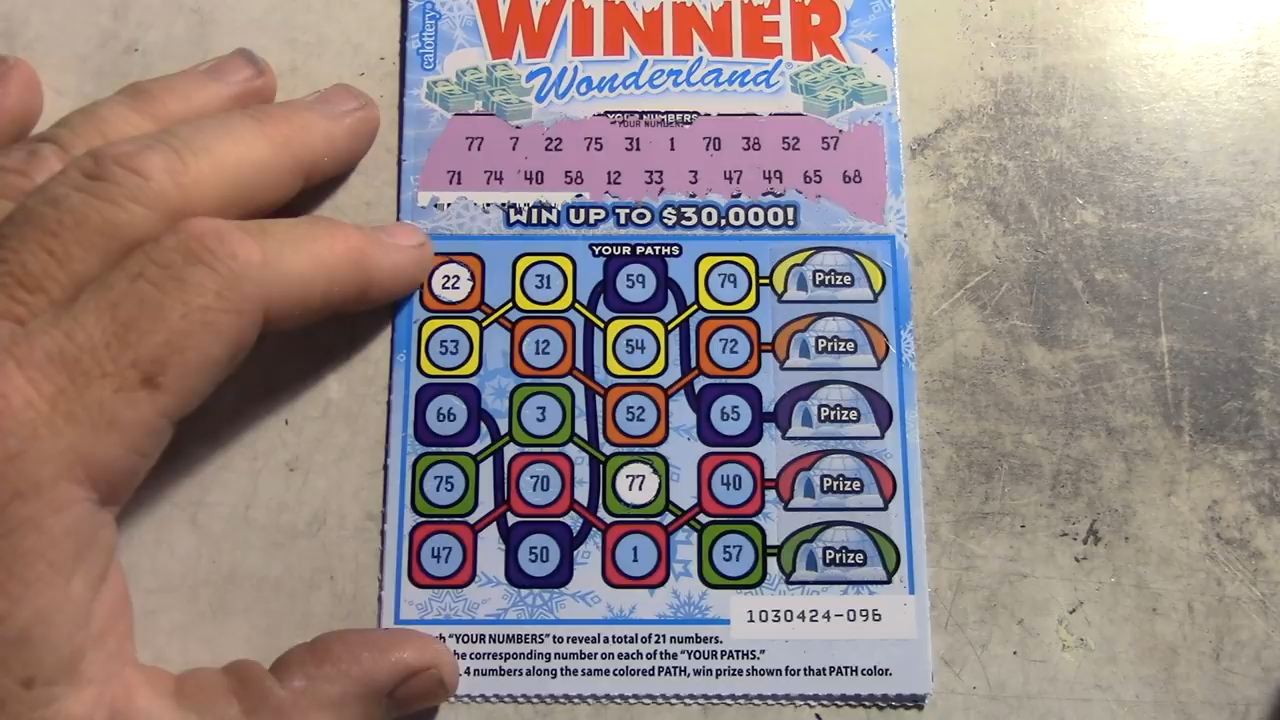 calottery
WINNER
Wonderland®
YOUR NUMBERS
YOUR NUMBERS
77 7 22 75 31 1 70 38 52 57
71 74 40 58 12 33 3 47 49 65 68
WIN UP TO $30,000!
YOUR PATHS
22 31 59 79 Prize
53 12 54 72 Prize
66 3 52 65 Prize
75 70 77 40 Prize
47 50 1 57 Prize
1030424-096
"YOUR NUMBERS" to reveal a total of 21 numbers.
corresponding number on each of the "YOUR PATHS."
4 numbers along the same colored PATH, win prize shown for that PATH color.